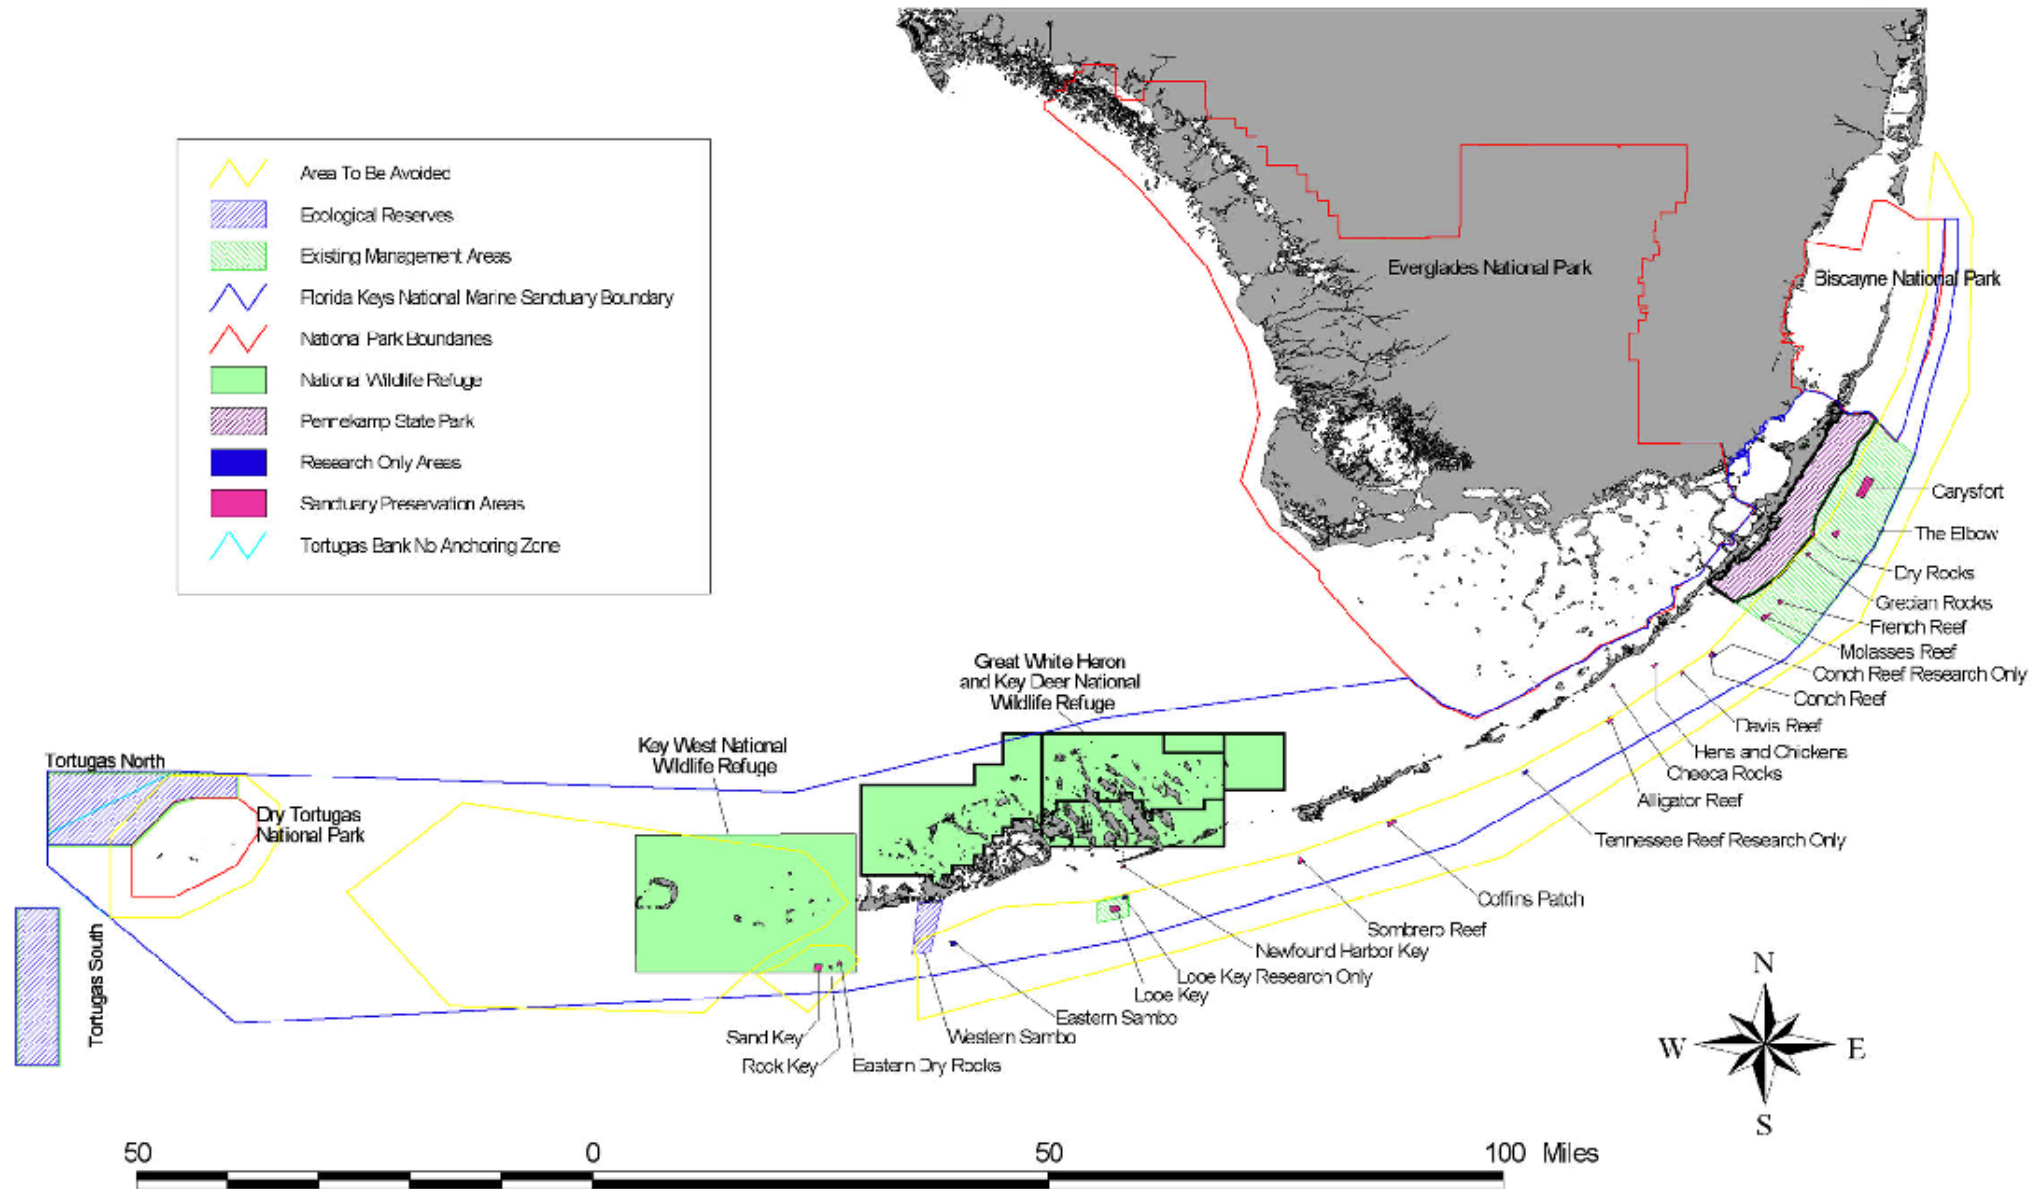 Area To Be Avoided
Ecological Reserves
Existing Management Areas
Florida Keys National Marine Sanctuary Boundary
National Park Boundaries
National Wildlife Refuge
Pennekamp State Park
Research Only Areas
Sanctuary Preservation Areas
Tortugas Bank No Anchoring Zone
Everglades National Park
Biscayne National Park
Carysfort
The Elbow
Dry Rocks
Grecian Rocks
French Reef
Molasses Reef
Conch Reef Research Only
Conch Reef
Davis Reef
Hens and Chickens
Cheeca Rocks
Alligator Reef
Tennessee Reef Research Only
Coffins Patch
Sombrero Reef
Newfound Harbor Key
Looe Key Research Only
Looe Key
Eastern Sambo
Western Sambo
Great White Heron
and Key Deer National
Wildlife Refuge
Key West National
Wildlife Refuge
Tortugas North
Dry Tortugas
National Park
Tortugas South
Sand Key
Rock Key
Eastern Dry Rocks
N
W
E
S
50
0
50
100 Miles